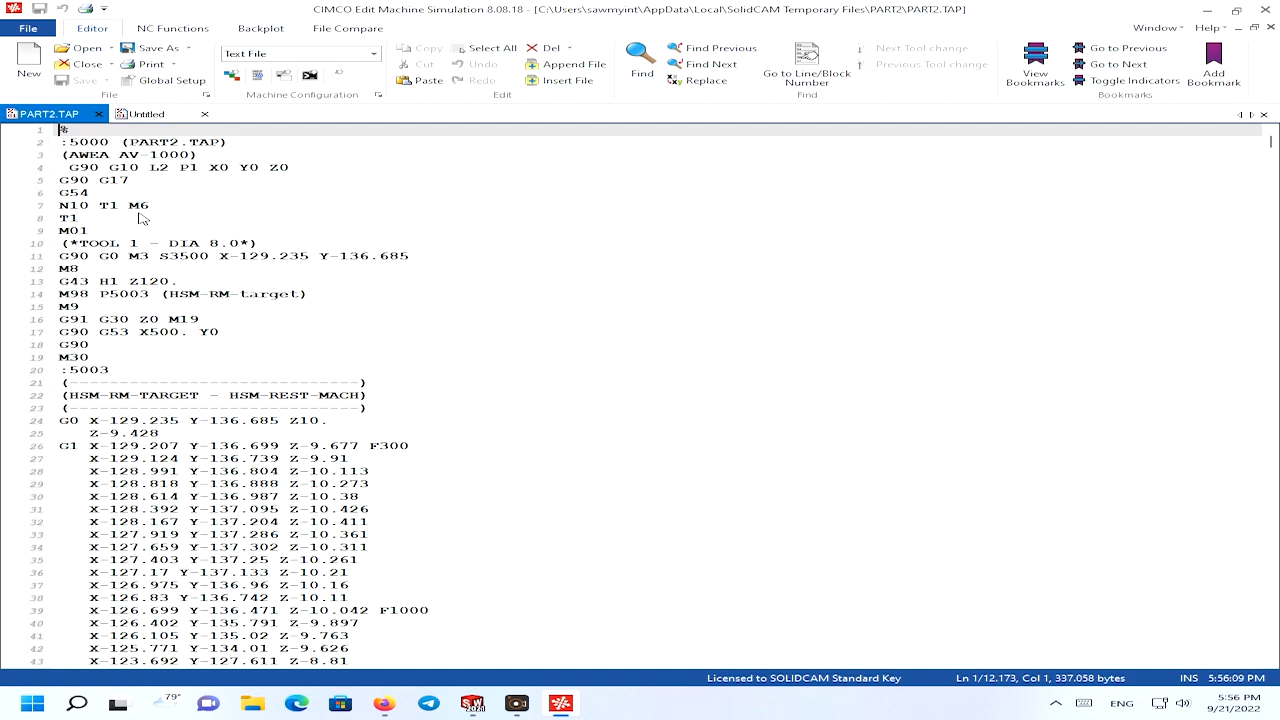 CIMCO Edit Machine Simulation 8.08.18 - [C:\Users\sawmyint\AppData\Local\SolidCAM Temporary Files\PART2\PART2.TAP]
File Editor NC Functions Backplot File Compare Window Help
New Open Close Save Save As Print Global Setup
File
Text File
Machine Configuration
Copy Cut Paste Select All Undo Redo Del Append File Insert File
Edit
Find Find Previous Find Next Replace Go to Line/Block Number Next Tool change Previous Tool change
Find
View Bookmarks Go to Previous Go to Next Toggle Indicators Add Bookmark
Bookmarks
PART2.TAP Untitled
1 %
2 :5000 (PART2.TAP)
3 (AWEA AV-1000)
4 G90 G10 L2 P1 X0 Y0 Z0
5 G90 G17
6 G54
7 N10 T1 M6
8 T1
9 M01
10 (*TOOL 1 - DIA 8.0*)
11 G90 G0 M3 S3500 X-129.235 Y-136.685
12 M8
13 G43 H1 Z120.
14 M98 P5003 (HSM-RM-target)
15 M9
16 G91 G30 Z0 M19
17 G90 G53 X500. Y0
18 G90
19 M30
20 :5003
21 (-----------------------------)
22 (HSM-RM-TARGET - HSM-REST-MACH)
23 (-----------------------------)
24 G0 X-129.235 Y-136.685 Z10.
25 Z-9.428
26 G1 X-129.207 Y-136.699 Z-9.677 F300
27 X-129.124 Y-136.739 Z-9.91
28 X-128.991 Y-136.804 Z-10.113
29 X-128.818 Y-136.888 Z-10.273
30 X-128.614 Y-136.987 Z-10.38
31 X-128.392 Y-137.095 Z-10.426
32 X-128.167 Y-137.204 Z-10.411
33 X-127.919 Y-137.286 Z-10.361
34 X-127.659 Y-137.302 Z-10.311
35 X-127.403 Y-137.25 Z-10.261
36 X-127.17 Y-137.133 Z-10.21
37 X-126.975 Y-136.96 Z-10.16
38 X-126.83 Y-136.742 Z-10.11
39 X-126.699 Y-136.471 Z-10.042 F1000
40 X-126.402 Y-135.791 Z-9.897
41 X-126.105 Y-135.02 Z-9.763
42 X-125.771 Y-134.01 Z-9.626
43 X-123.692 Y-127.611 Z-8.81
Licensed to SOLIDCAM Standard Key Ln 1/12.173, Col 1, 337.058 bytes INS 5:56:09 PM
79° ENG 5:56 PM
9/21/2022